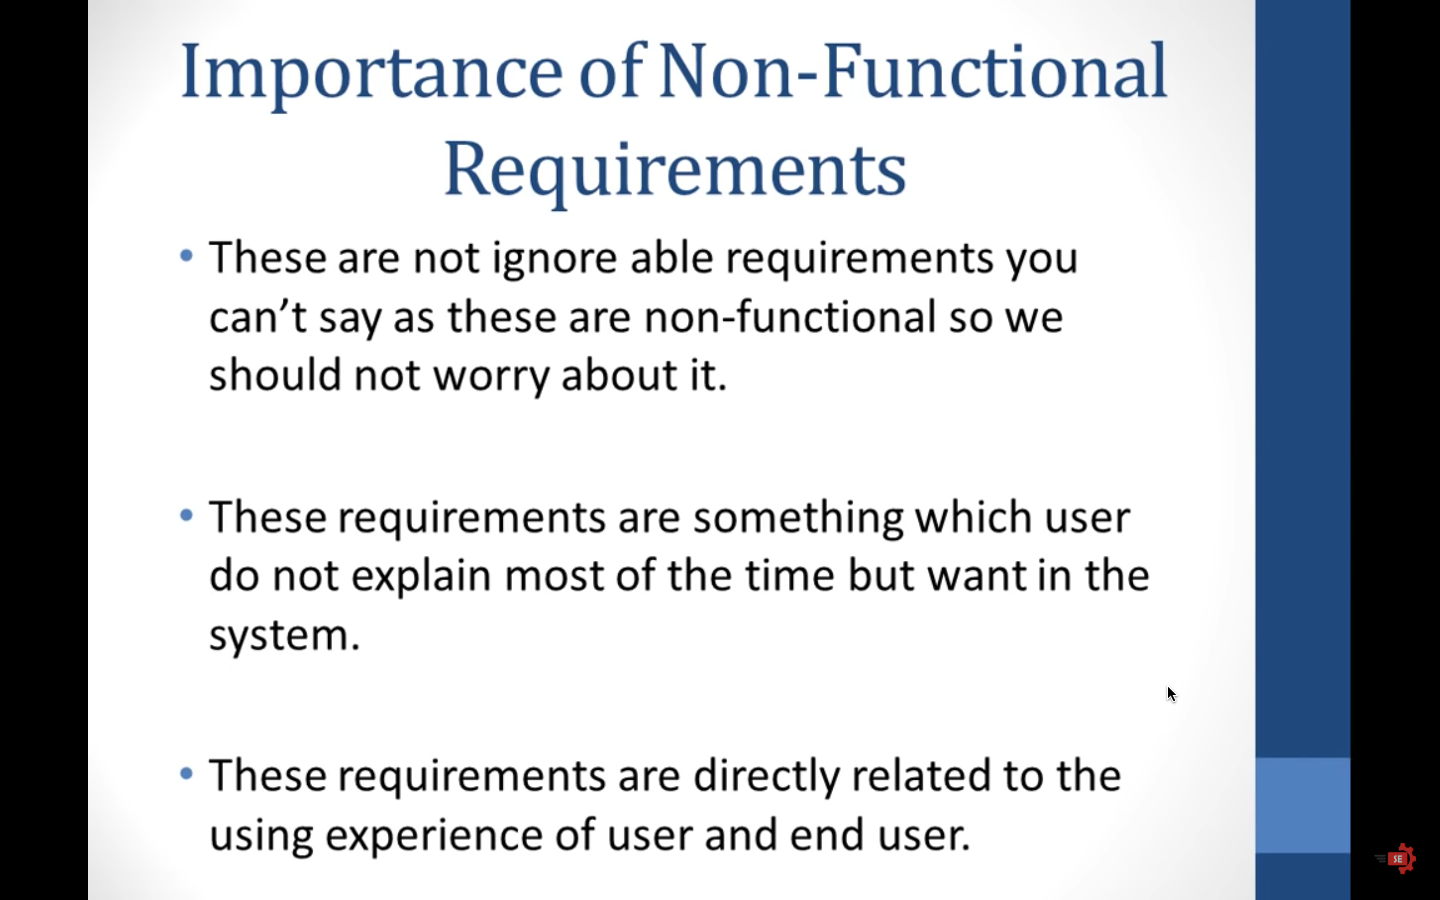 Importance of Non-Functional
Requirements
• These are not ignore able requirements you
can’t say as these are non-functional so we
should not worry about it.
• These requirements are something which user
do not explain most of the time but want in the
system.
• These requirements are directly related to the
using experience of user and end user.
SE